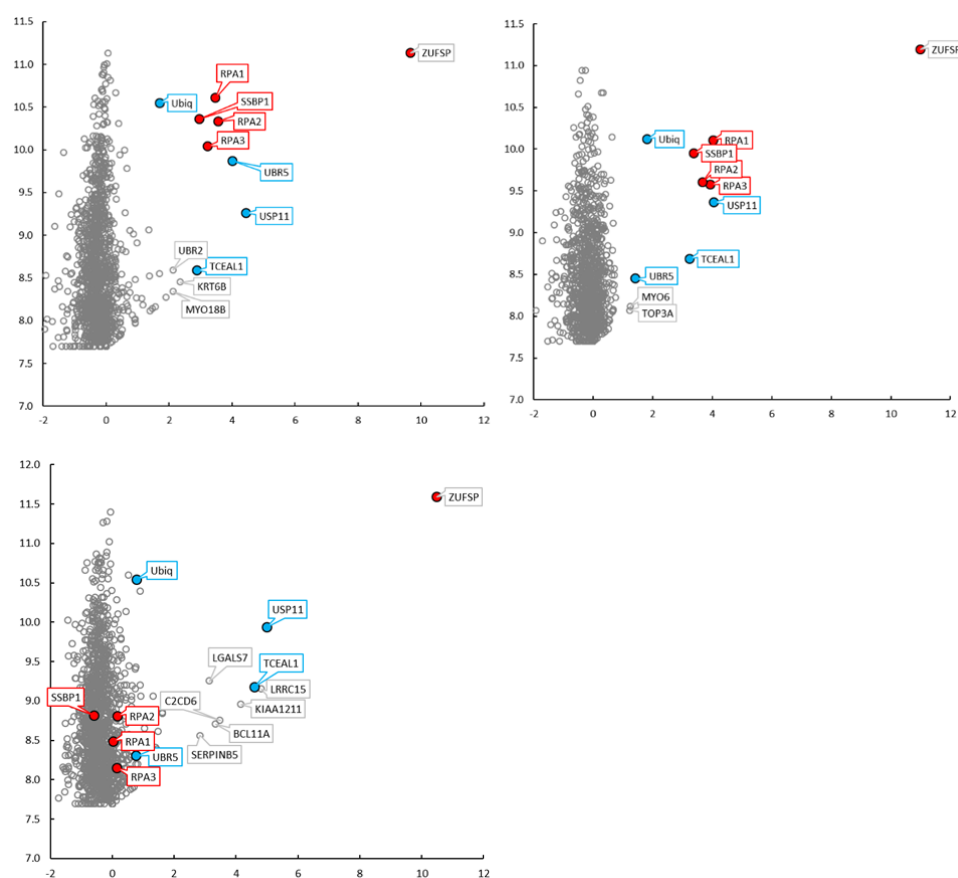 11.5
11.0
10.5
10.0
9.5
9.0
8.5
8.0
7.5
7.0
-2
0
2
4
6
8
10
12
ZUFSP
RPA1
Ubiq
SSBP1
RPA2
RPA3
UBR5
USP11
UBR2
TCEAL1
KRT6B
MYO18B
11.5
11.0
10.5
10.0
9.5
9.0
8.5
8.0
7.5
7.0
-2
0
2
4
6
8
10
12
ZUFSP
Ubiq
RPA1
SSBP1
RPA2
RPA3
USP11
TCEAL1
UBR5
MYO6
TOP3A
12.0
11.5
11.0
10.5
10.0
9.5
9.0
8.5
8.0
7.5
7.0
-2
0
2
4
6
8
10
12
ZUFSP
Ubiq
USP11
LGALS7
TCEAL1
SSBP1
C2CD6
LRRC15
RPA2
KIAA1211
RPA1
BCL11A
UBR5
SERPINB5
RPA3